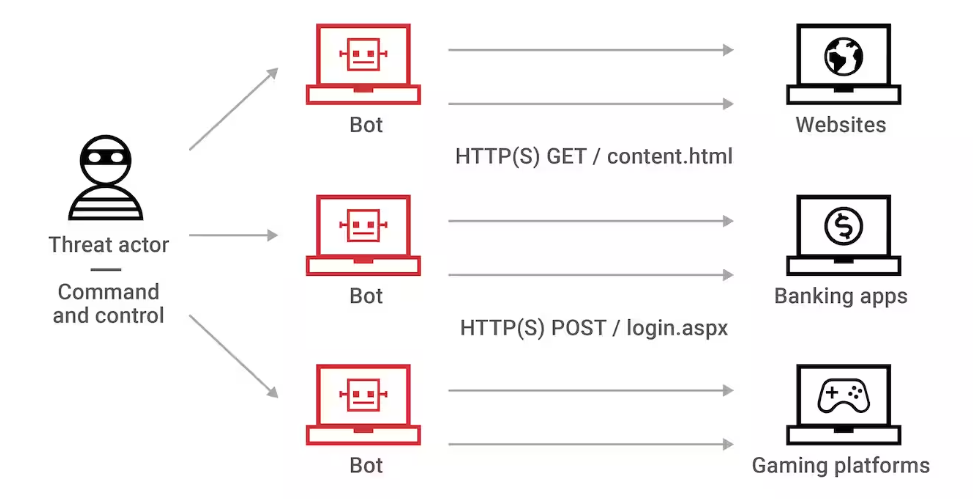 Bot
Websites
HTTP(S) GET / content.html
Threat actor
Command
and control
Bot
Banking apps
HTTP(S) POST / login.aspx
Bot
Gaming platforms